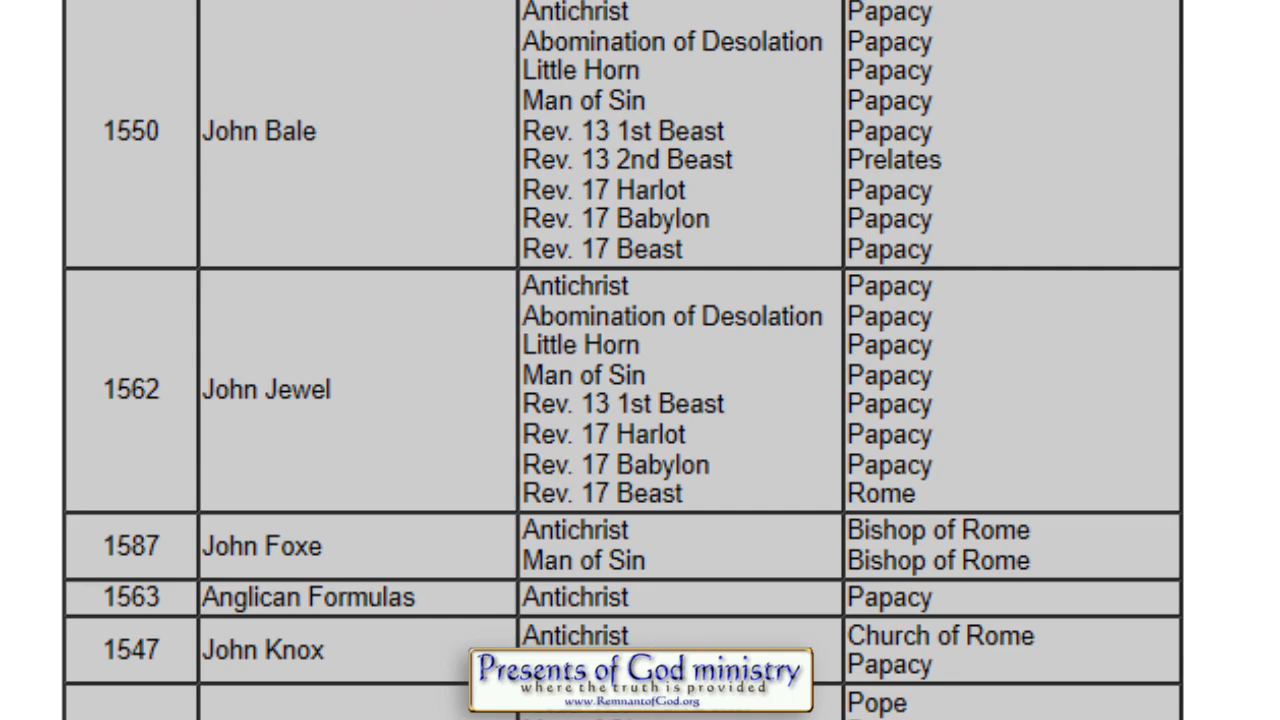 Antichrist Papacy
Abomination of Desolation Papacy
Little Horn Papacy
Man of Sin Papacy
1550 John Bale Rev. 13 1st Beast Papacy
Rev. 13 2nd Beast Prelates
Rev. 17 Harlot Papacy
Rev. 17 Babylon Papacy
Rev. 17 Beast Papacy
Antichrist Papacy
Abomination of Desolation Papacy
Little Horn Papacy
Man of Sin Papacy
1562 John Jewel Rev. 13 1st Beast Papacy
Rev. 17 Harlot Papacy
Rev. 17 Babylon Papacy
Rev. 17 Beast Rome
1587 John Foxe Antichrist Bishop of Rome
Man of Sin Bishop of Rome
1563 Anglican Formulas Antichrist Papacy
1547 John Knox Antichrist Church of Rome
Papacy
Presents of God ministry
where the truth is provided
www.RemnantofGod.org
Pope